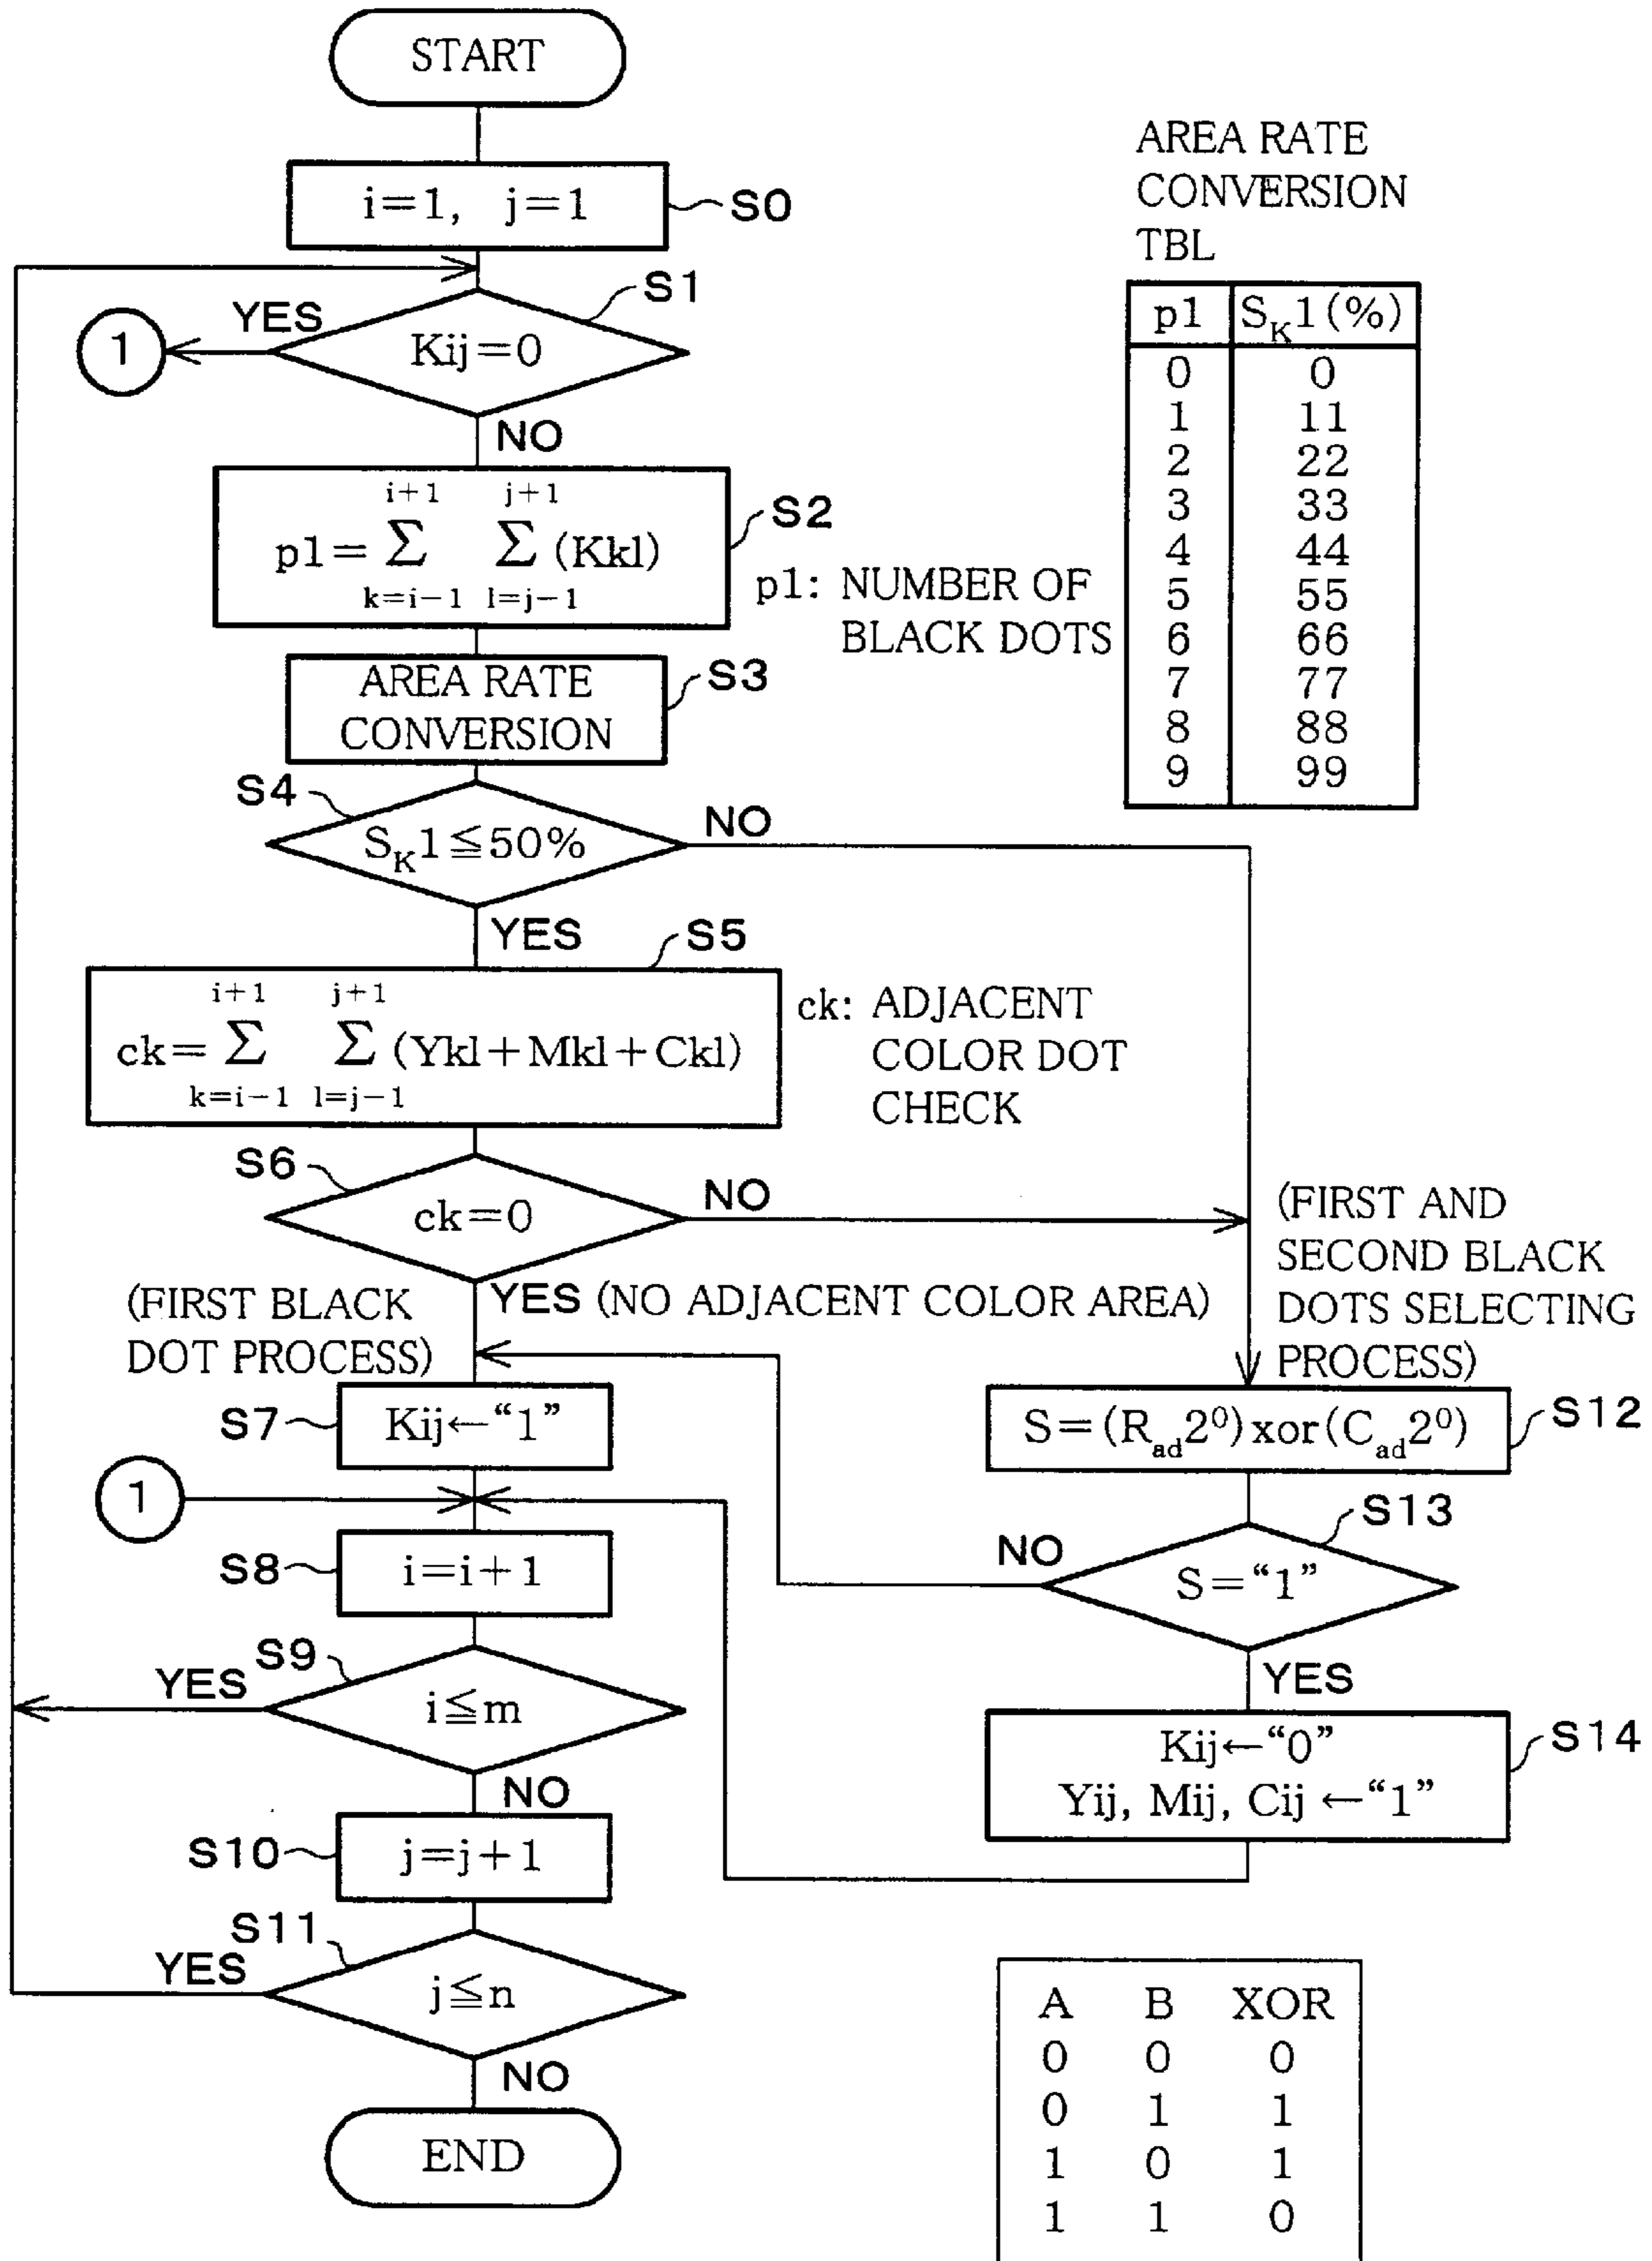 START
i=1, j=1
S0
S1
YES
1
Kij=0
NO
i+1 j+1
p1=Σ Σ(Kkl)
k=i−1 l=j−1
S2
p1: NUMBER OF
BLACK DOTS
AREA RATE
CONVERSION
S3
S4
S_K1≦50%
NO
YES
S5
i+1 j+1
ck=Σ Σ(Ykl+Mkl+Ckl)
k=i−1 l=j−1
ck: ADJACENT
COLOR DOT
CHECK
S6
ck=0
NO
YES (NO ADJACENT COLOR AREA)
(FIRST BLACK
DOT PROCESS)
S7
Kij←“1”
1
S8
i=i+1
S9
YES
i≦m
NO
S10
j=j+1
S11
YES
j≦n
NO
END
AREA RATE
CONVERSION
TBL
p1 S_K1(%)
0 0
1 11
2 22
3 33
4 44
5 55
6 66
7 77
8 88
9 99
(FIRST AND
SECOND BLACK
DOTS SELECTING
PROCESS)
S=(R_ad2⁰)xor(C_ad2⁰)
S12
S13
NO
S=“1”
YES
Kij←“0”
Yij, Mij, Cij ←“1”
S14
A B XOR
0 0 0
0 1 1
1 0 1
1 1 0